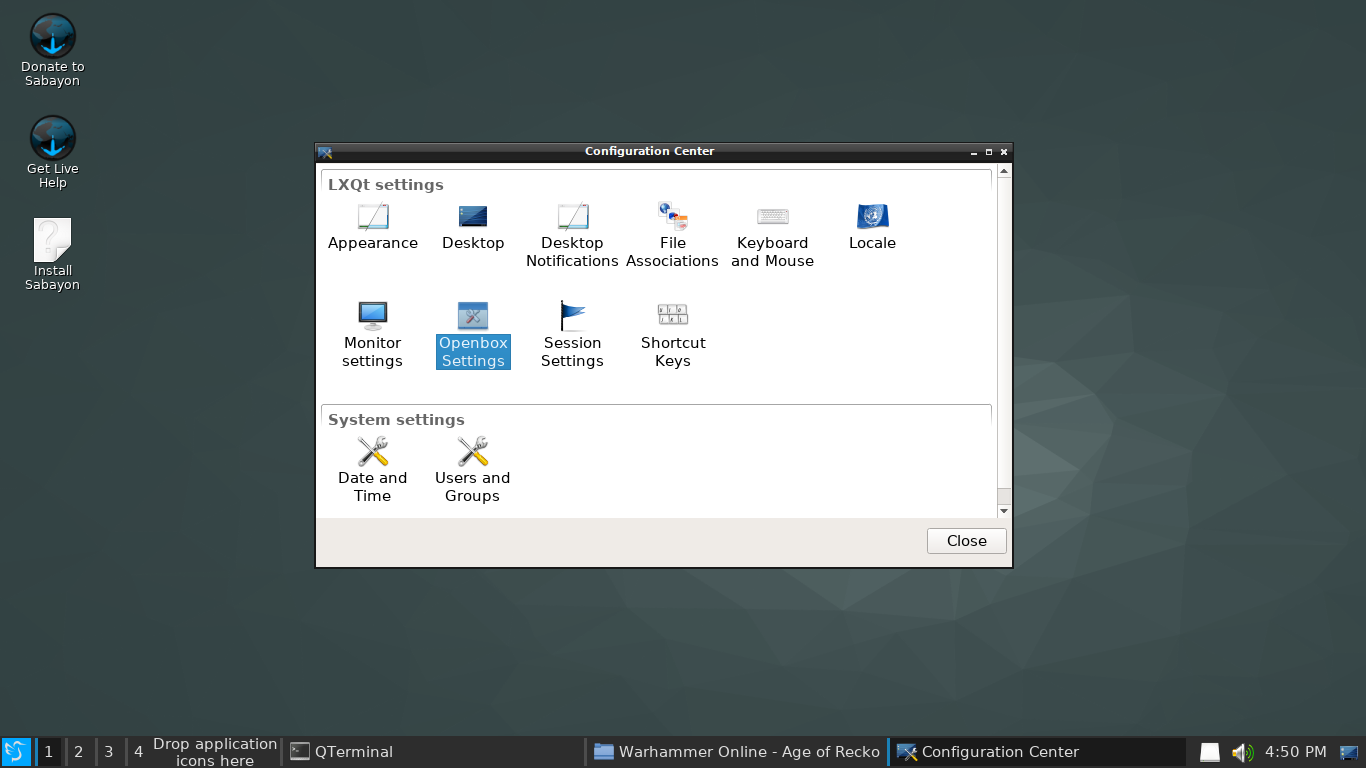 Donate to
Sabayon
Get Live
Help
Install
Sabayon
Configuration Center
LXQt settings
Appearance
Desktop
Desktop
Notifications
File
Associations
Keyboard
and Mouse
Locale
Monitor
settings
Openbox
Settings
Session
Settings
Shortcut
Keys
System settings
Date and
Time
Users and
Groups
Close
1
2
3
4
Drop application
icons here
QTerminal
Warhammer Online - Age of Recko
Configuration Center
4:50 PM